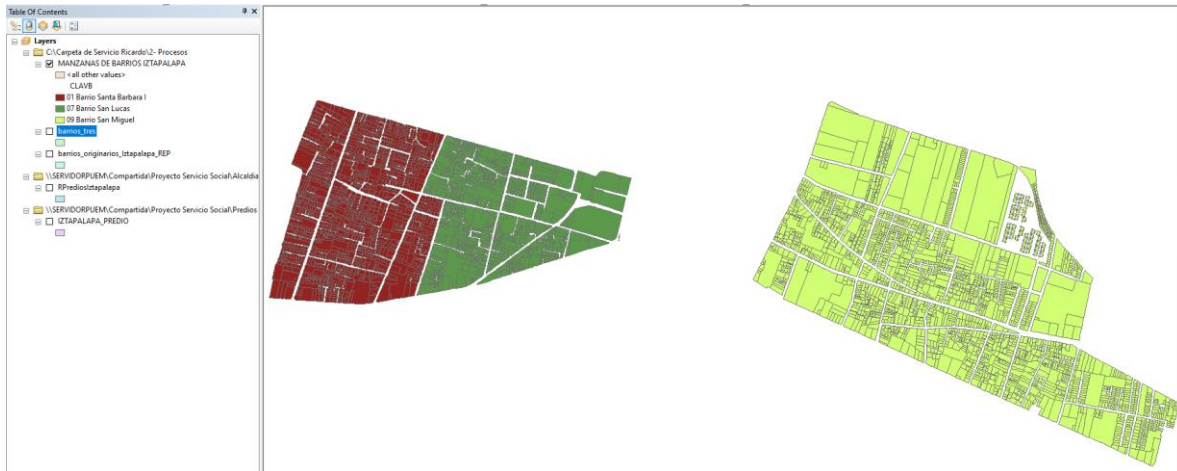 Table Of Contents
Layers
C:\Carpeta de Servicio Ricardo\2- Procesos
MANZANAS DE BARRIOS IZTAPALAPA
<all other values>
CLAVB
01 Barrio Santa Barbara I
07 Barrio San Lucas
09 Barrio San Miguel
barrios_tres
barrios_originarios_Iztapalapa_REP
\\SERVIDORPUEM\Compartida\Proyecto Servicio Social\Alcaldia
RPrediosIztapalapa
\\SERVIDORPUEM\Compartida\Proyecto Servicio Social\Predios
IZTAPALAPA_PREDIO